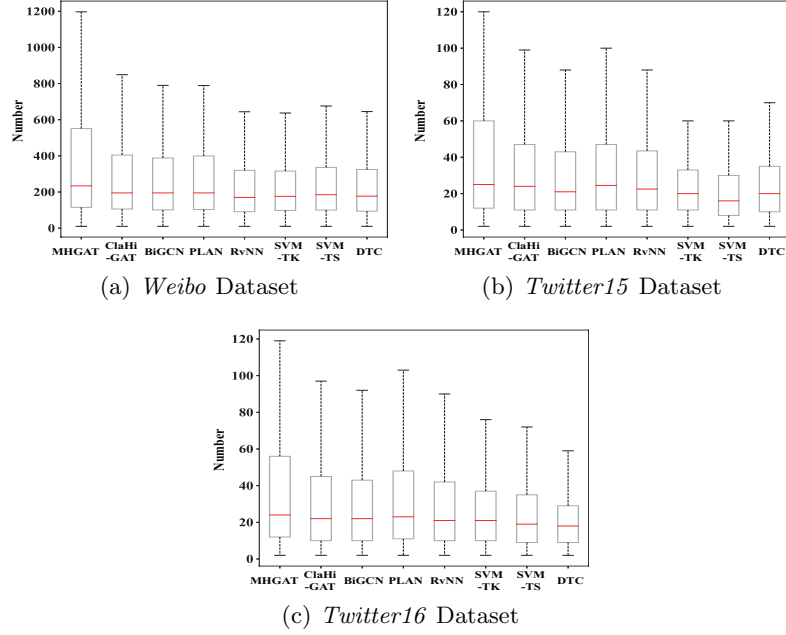 1200
1000
800
600
400
200
0
Number
MHGAT ClaHi BiGCN PLAN RvNN SVM SVM DTC
-GAT -TK -TS
(a) Weibo Dataset
120
100
80
60
40
20
0
Number
MHGAT ClaHi BiGCN PLAN RvNN SVM SVM DTC
-GAT -TK -TS
(b) Twitter15 Dataset
120
100
80
60
40
20
0
Number
MHGAT ClaHi BiGCN PLAN RvNN SVM SVM DTC
-GAT -TK -TS
(c) Twitter16 Dataset